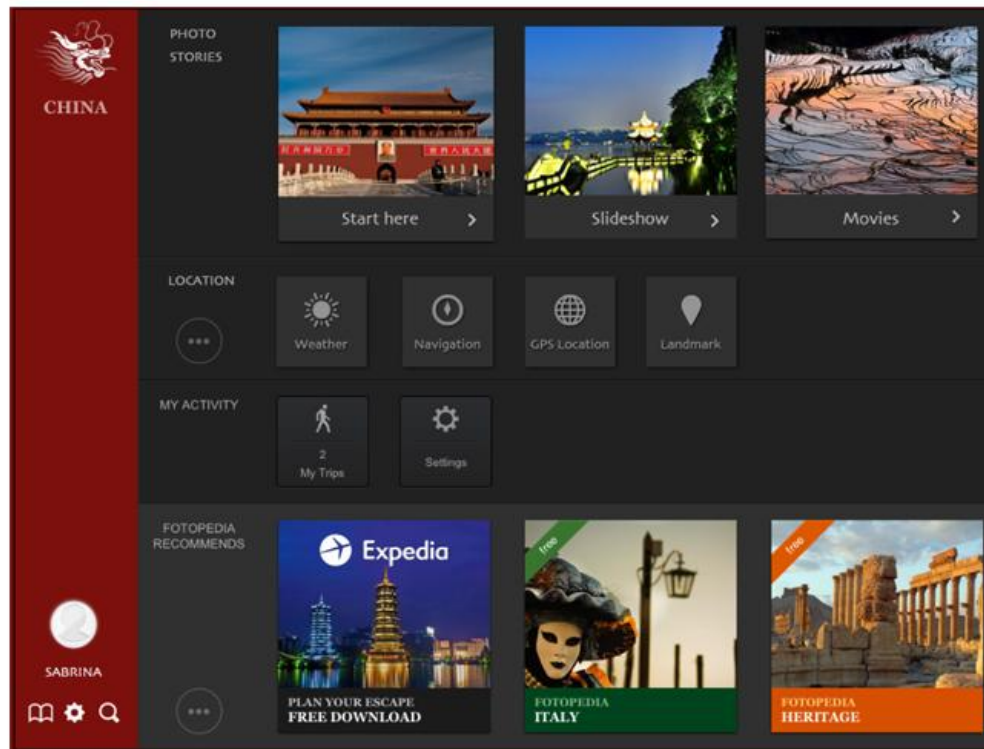 CHINA
PHOTO
STORIES
Start here
Slideshow
Movies
LOCATION
Weather
Navigation
GPS Location
Landmark
MY ACTIVITY
2
My Trips
Settings
FOTOPEDIA
RECOMMENDS
Expedia
PLAN YOUR ESCAPE
FREE DOWNLOAD
free
FOTOPEDIA
ITALY
free
FOTOPEDIA
HERITAGE
SABRINA